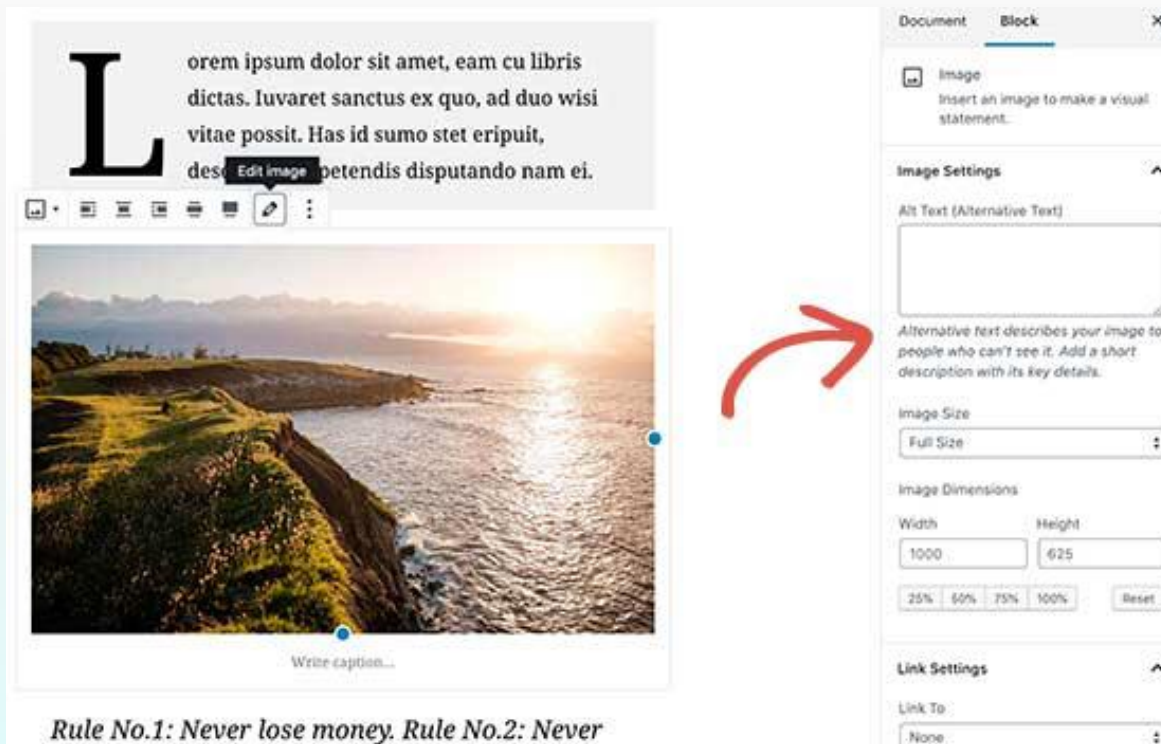 L
orem ipsum dolor sit amet, eam cu libris
dictas. Iuvaret sanctus ex quo, ad duo wisi
vitae possit. Has id sumo stet eripuit,
Edit image
petendis disputando nam ei.
Write caption...
Rule No.1: Never lose money. Rule No.2: Never
Document Block
Image
Insert an image to make a visual
statement.
Image Settings
Alt Text (Alternative Text)
Alternative text describes your image to
people who can't see it. Add a short
description with its key details.
Image Size
Full Size
Image Dimensions
Width Height
1000 625
25% 50% 75% 100% Reset
Link Settings
Link To
None